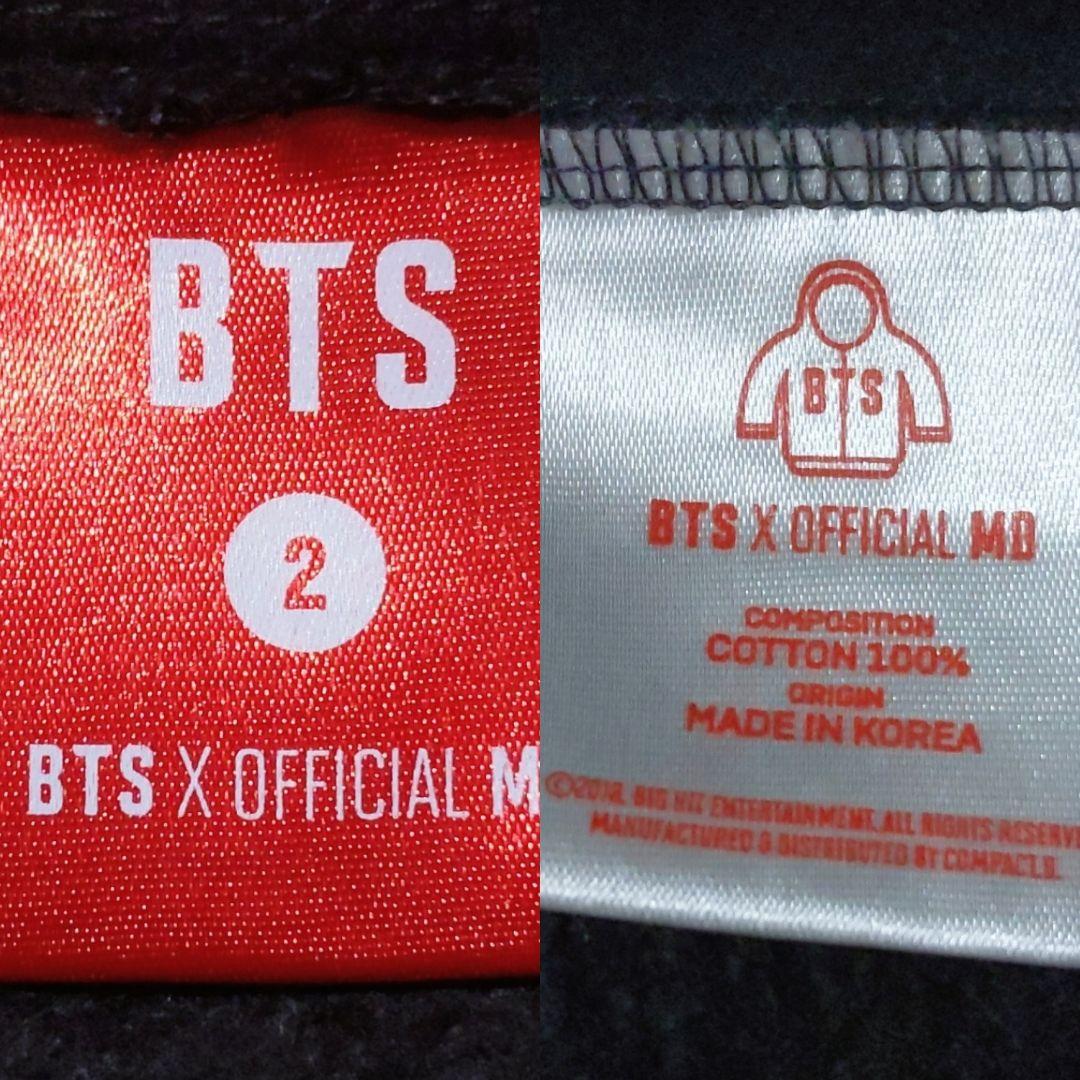 BTS
2
BTS X OFFICIAL M
BTS
BTS X OFFICIAL MD
COMPOSITION
COTTON 100%
ORIGIN
MADE IN KOREA
©2018. BIG HIT ENTERTAINMENT. ALL RIGHTS RESERVE
MANUFACTURED & DISTRIBUTED BY